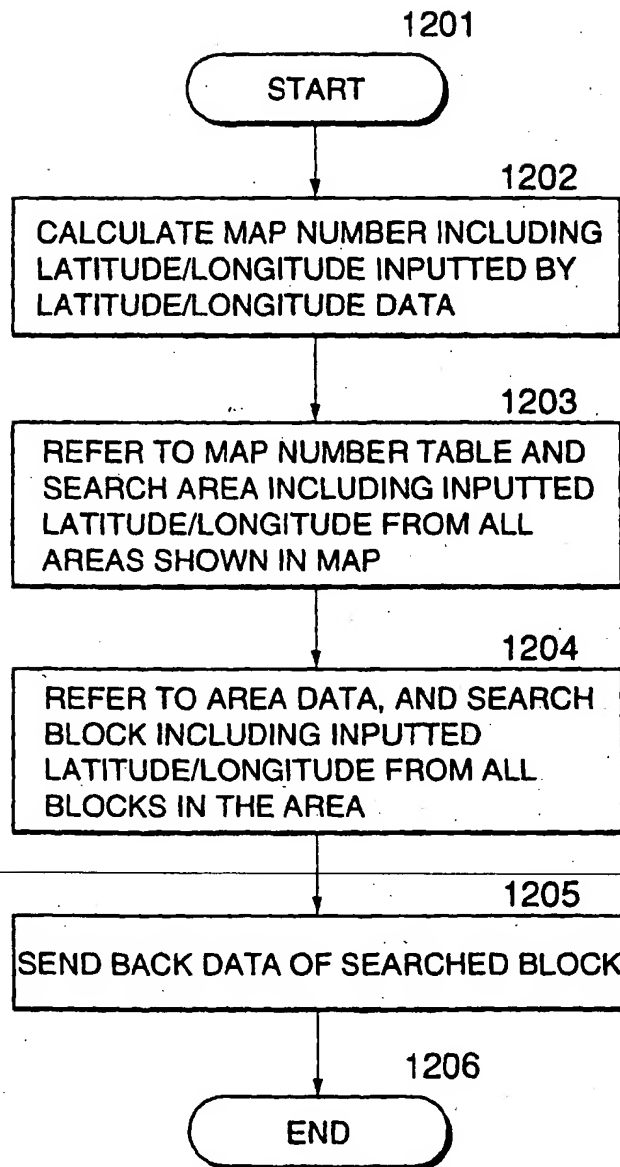 1201
START
1202
CALCULATE MAP NUMBER INCLUDING
LATITUDE/LONGITUDE INPUTTED BY
LATITUDE/LONGITUDE DATA
1203
REFER TO MAP NUMBER TABLE AND
SEARCH AREA INCLUDING INPUTTED
LATITUDE/LONGITUDE FROM ALL
AREAS SHOWN IN MAP
1204
REFER TO AREA DATA, AND SEARCH
BLOCK INCLUDING INPUTTED
LATITUDE/LONGITUDE FROM ALL
BLOCKS IN THE AREA
1205
SEND BACK DATA OF SEARCHED BLOCK
1206
END